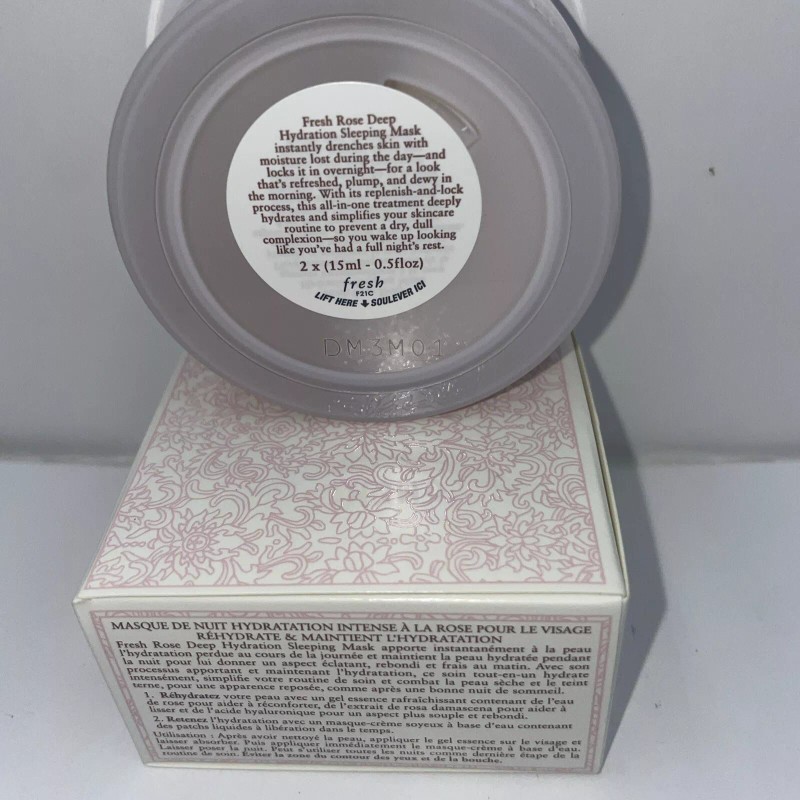 Fresh Rose Deep
Hydration Sleeping Mask
instantly drenches skin with
moisture lost during the day—and
locks it in overnight—for a look
that's refreshed, plump, and dewy in
the morning. With its replenish-and-lock
process, this all-in-one treatment deeply
hydrates and simplifies your skincare
routine to prevent a dry, dull
complexion—so you wake up looking
like you've had a full night's rest.
2 x (15ml - 0.5floz)
fresh
F21C
LIFT HERE SOULEVER ICI
DM3M01
MASQUE DE NUIT HYDRATATION INTENSE À LA ROSE POUR LE VISAGE
RÉHYDRATE & MAINTIENT L'HYDRATATION
Fresh Rose Deep Hydration Sleeping Mask apporte instantanément à la peau
l'hydratation perdue au cours de la journée et maintient la peau hydratée pendant
la nuit pour lui donner un aspect éclatant, rebondi et frais au matin. Avec son
processus apportant et maintenant l'hydratation, ce soin tout-en-un hydrate
intensément, simplifie votre routine de soin et combat la peau sèche et le teint
terne, pour une apparence reposée, comme après une bonne nuit de sommeil.
1. Réhydratez votre peau avec un gel essence rafraîchissant contenant de l'eau
de rose pour aider à réconforter, de l'extrait de rosa damascena pour aider à
lisser et de l'acide hyaluronique pour un aspect plus souple et rebondi.
2. Retenez l'hydratation avec un masque-crème soyeux à base d'eau contenant
des patchs liquides à libération dans le temps.
Utilisation : Après avoir nettoyé la peau, appliquer le gel essence sur le visage et
laisser absorber. Puis appliquer immédiatement le masque-crème à base d'eau.
Laisser poser la nuit. Peut s'utiliser toutes les nuits comme dernière étape de la
routine de soin. Éviter la zone du contour des yeux et de la bouche.